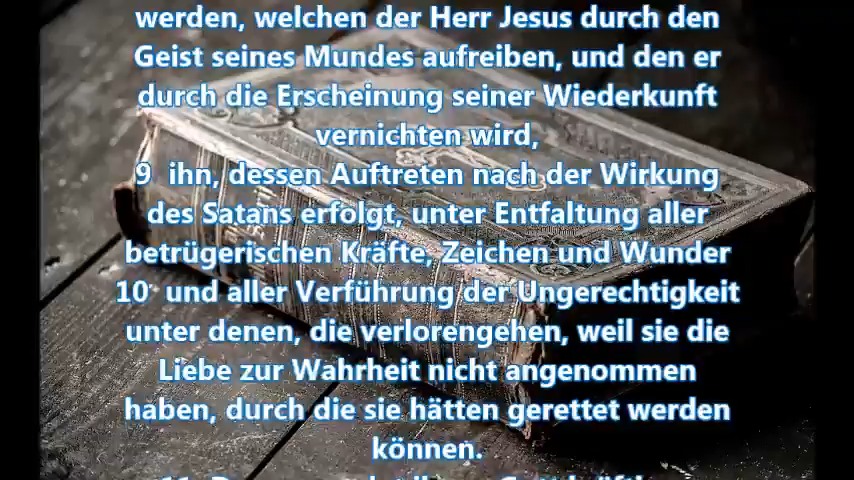 werden, welchen der Herr Jesus durch den
Geist seines Mundes aufreiben, und den er
durch die Erscheinung seiner Wiederkunft
vernichten wird,
9 ihn, dessen Auftreten nach der Wirkung
des Satans erfolgt, unter Entfaltung aller
betrügerischen Kräfte, Zeichen und Wunder
10 und aller Verführung der Ungerechtigkeit
unter denen, die verlorengehen, weil sie die
Liebe zur Wahrheit nicht angenommen
haben, durch die sie hätten gerettet werden
können.